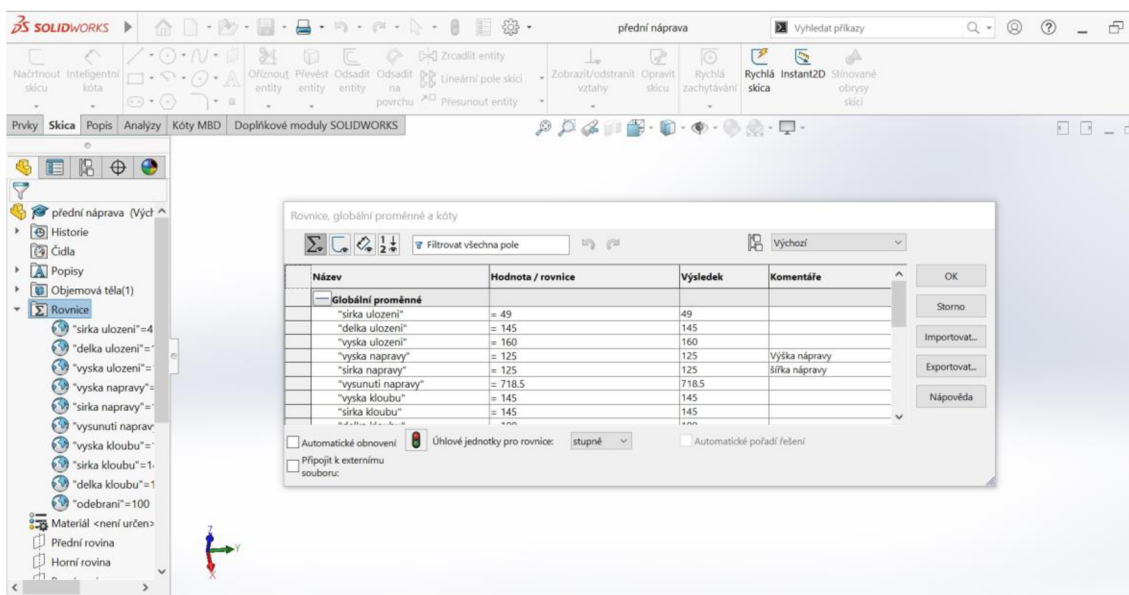 SOLIDWORKS
přední náprava
Vyhledat příkazy
Načrtnout skicu
Inteligentní kóta
Oříznout entity
Převést entity
Odsadit entity
Odsadit na povrchu
Zrcadlit entity
Lineární pole skici
Přesunout entity
Zobrazit/odstranit vztahy
Opravit skicu
Rychlá zachytávání
Rychlá skica
Instant2D
Stínované obrysy skici
Prvky Skica Popis Analýzy Kóty MBD Doplňkové moduly SOLIDWORKS
přední náprava (Vých
Historie
Čidla
Popisy
Objemová těla(1)
Rovnice
"sirka ulozeni"=4
"delka ulozeni"=
"vyska ulozeni"=
"vyska napravy"=
"sirka napravy"=
"vysunuti naprav
"vyska kloubu"=
"sirka kloubu"=1
"delka kloubu"=1
"odebrani"=100
Materiál <není určen>
Přední rovina
Horní rovina
Rovnice, globální proměnné a kóty
Filtrovat všechna pole
Výchozí
Název Hodnota / rovnice Výsledek Komentáře
Globální proměnné
"sirka ulozeni" = 49 49
"delka ulozeni" = 145 145
"vyska ulozeni" = 160 160
"vyska napravy" = 125 125 Výška nápravy
"sirka napravy" = 125 125 šířka nápravy
"vysunuti napravy" = 718.5 718.5
"vyska kloubu" = 145 145
"sirka kloubu" = 145 145
OK
Storno
Importovat...
Exportovat...
Nápověda
Automatické obnovení
Úhlové jednotky pro rovnice: stupně
Automatické pořadí řešení
Připojit k externímu
souboru:
Z
Y
X